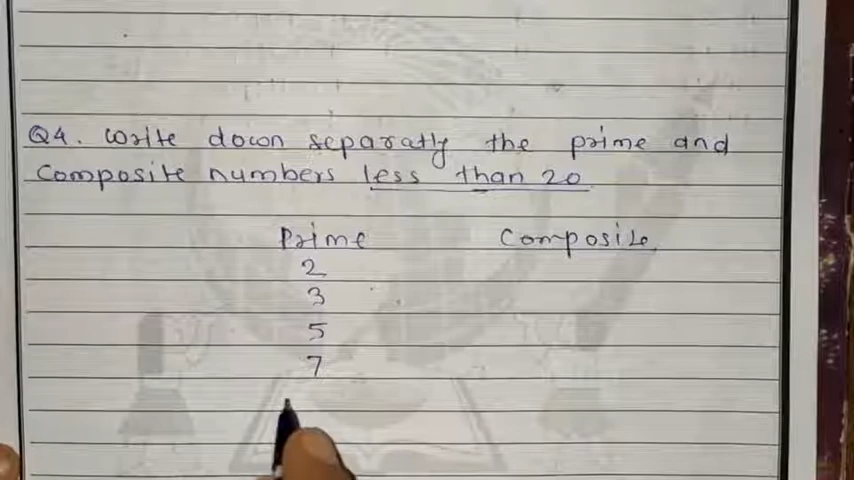 Q4. Write down separatly the prime and
Composite numbers less than 20
Prime Composite
2
3
5
7